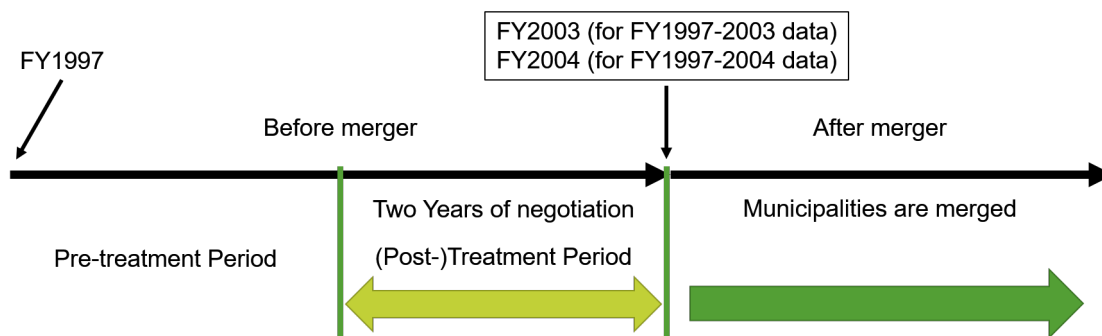 FY2003 (for FY1997-2003 data)
FY2004 (for FY1997-2004 data)
FY1997
Before merger
After merger
Two Years of negotiation
Municipalities are merged
Pre-treatment Period
(Post-)Treatment Period